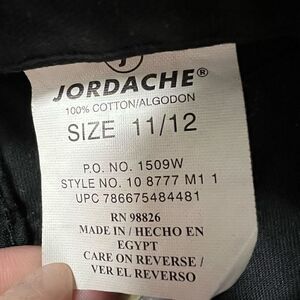 J
JORDACHE®
100% COTTON/ALGODON
SIZE 11/12
P.O. NO. 1509W
STYLE NO. 10 8777 M1 1
UPC 786675484481
RN 98826
MADE IN / HECHO EN
EGYPT
CARE ON REVERSE /
VER EL REVERSO